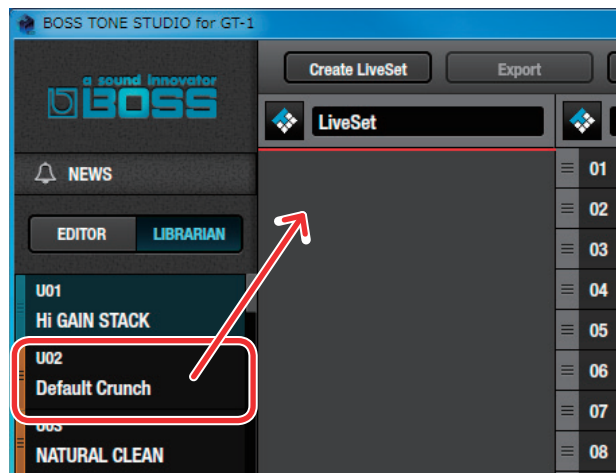 BOSS TONE STUDIO for GT-1
a sound innovator
BOSS
Create LiveSet
Export
LiveSet
NEWS
EDITOR
LIBRARIAN
U01
Hi GAIN STACK
U02
Default Crunch
U03
NATURAL CLEAN
01
02
03
04
05
06
07
08